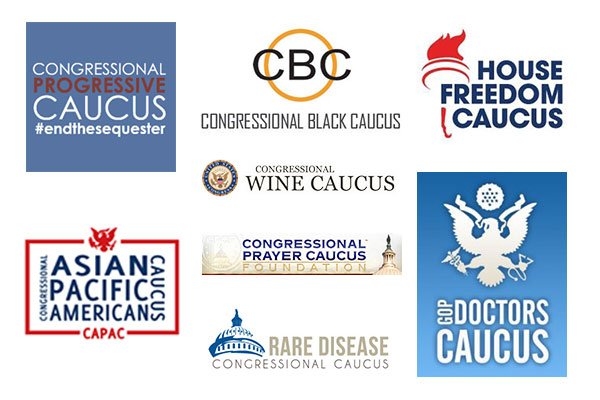 CONGRESSIONAL
PROGRESSIVE
CAUCUS
#endthesequester
CBC
CONGRESSIONAL BLACK CAUCUS
HOUSE
FREEDOM
CAUCUS
CONGRESSIONAL
WINE CAUCUS
CONGRESSIONAL
PRAYER CAUCUS
FOUNDATION
CONGRESSIONAL
ASIAN
PACIFIC
AMERICANS
CAUCUS
CAPAC
RARE DISEASE
CONGRESSIONAL CAUCUS
GOP
DOCTORS
CAUCUS